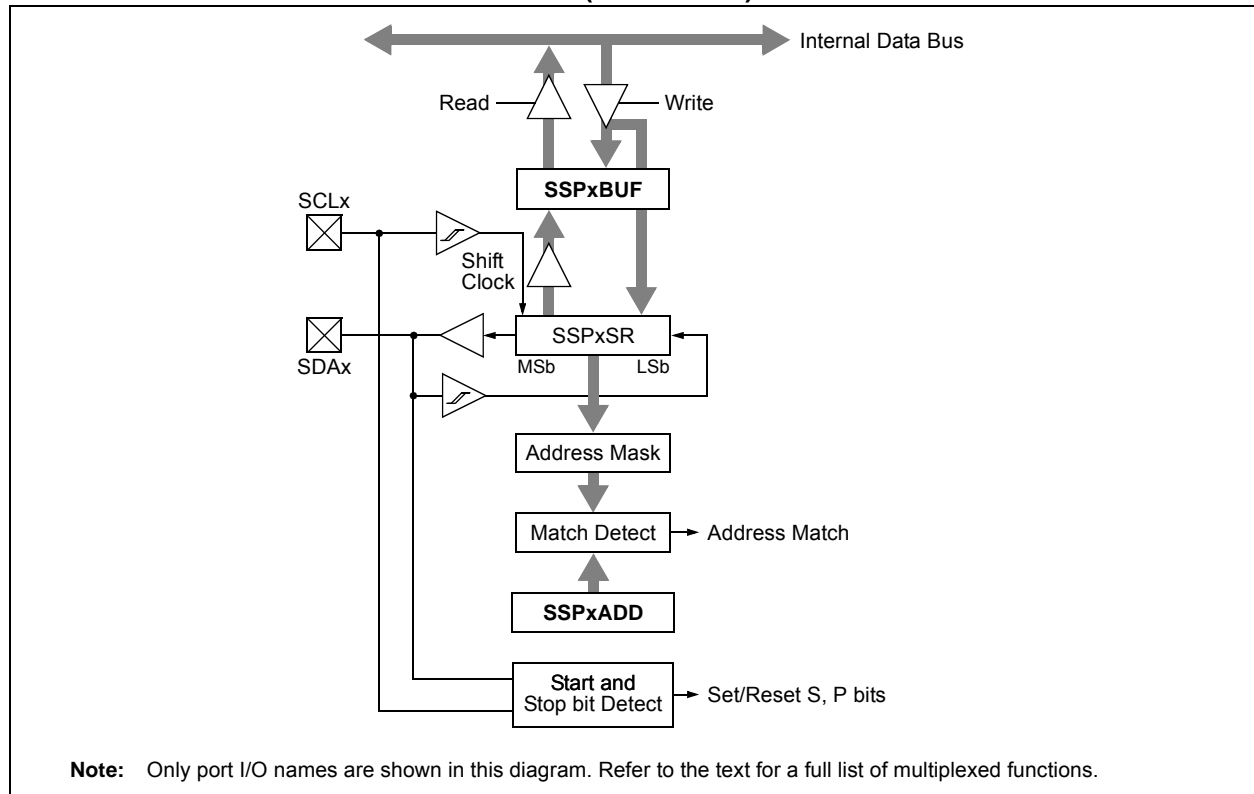 Internal Data Bus
Read
Write
SSPxBUF
SCLx
Shift
Clock
SSPxSR
MSb
LSb
SDAx
Address Mask
Match Detect
Address Match
SSPxADD
Start and
Stop bit Detect
Set/Reset S, P bits
Note: Only port I/O names are shown in this diagram. Refer to the text for a full list of multiplexed functions.